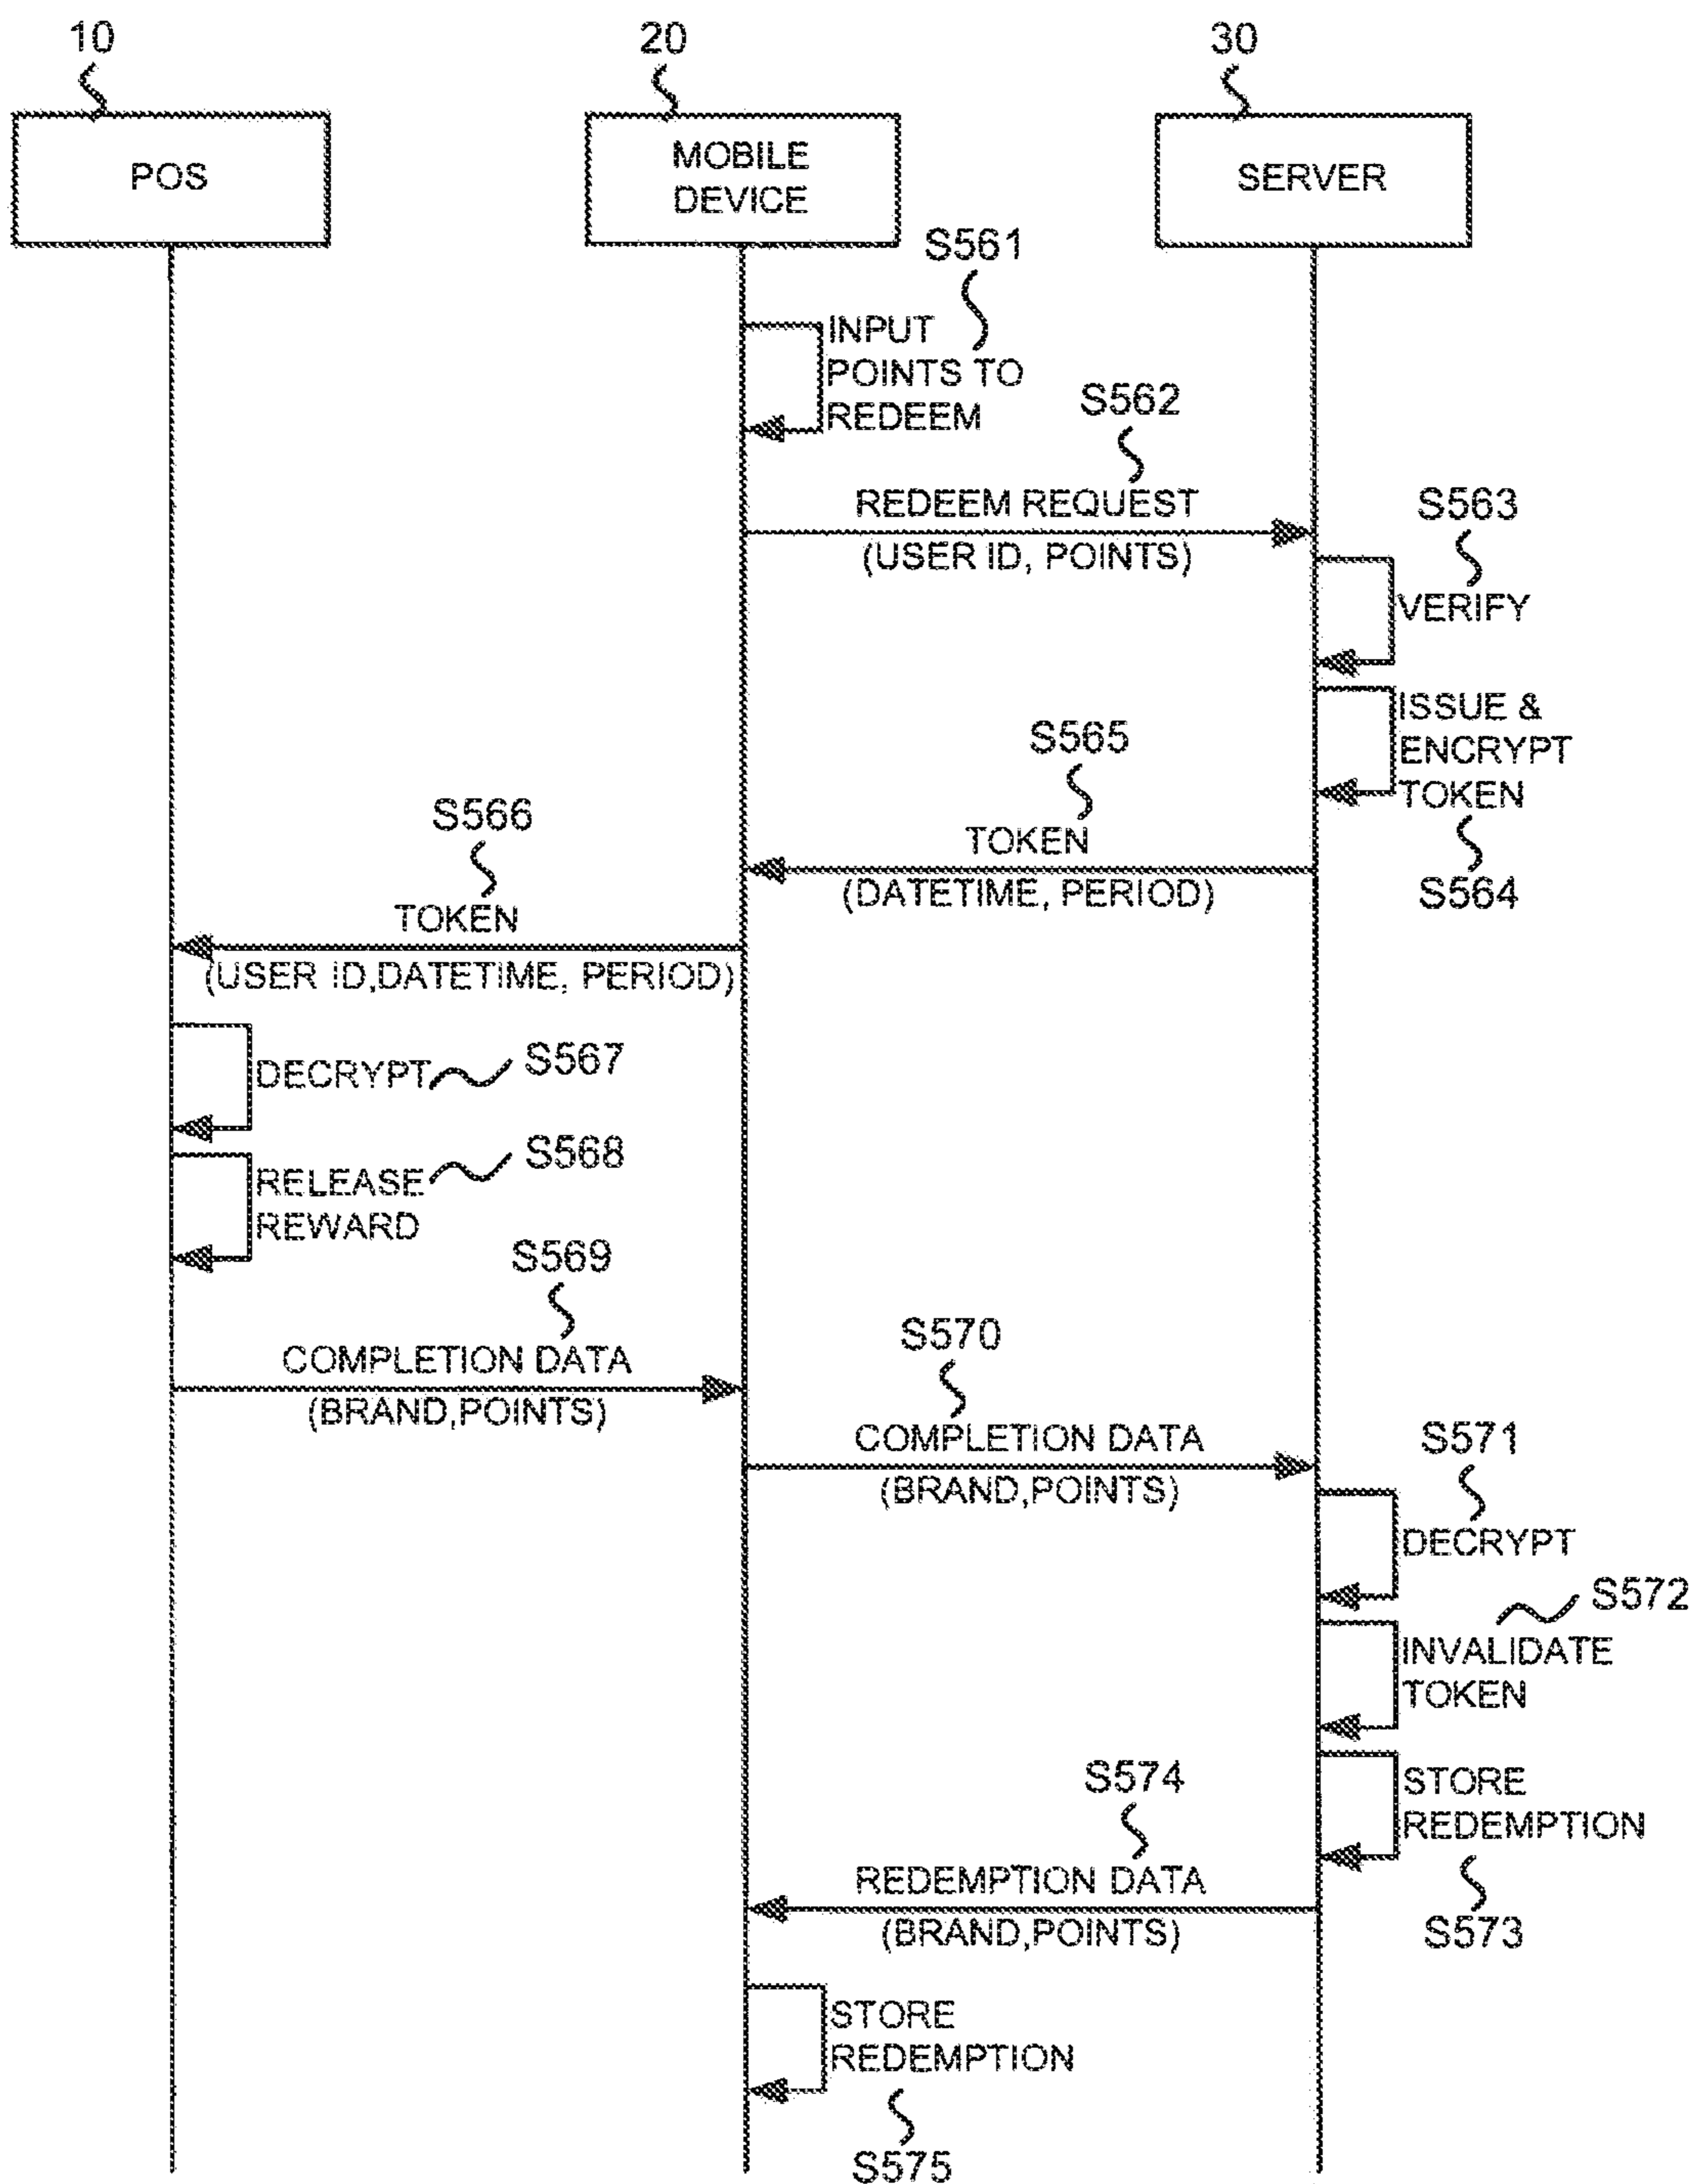 10
20
30
POS
MOBILE
DEVICE
SERVER
S561
INPUT
POINTS TO
REDEEM
S562
REDEEM REQUEST
(USER ID, POINTS)
S563
VERIFY
ISSUE &
ENCRYPT
TOKEN
S564
S565
TOKEN
(DATETIME, PERIOD)
S566
TOKEN
(USER ID,DATETIME, PERIOD)
DECRYPT
S567
S568
RELEASE
REWARD
S569
COMPLETION DATA
(BRAND,POINTS)
S570
COMPLETION DATA
(BRAND,POINTS)
S571
DECRYPT
S572
INVALIDATE
TOKEN
STORE
REDEMPTION
S573
S574
REDEMPTION DATA
(BRAND,POINTS)
STORE
REDEMPTION
S575